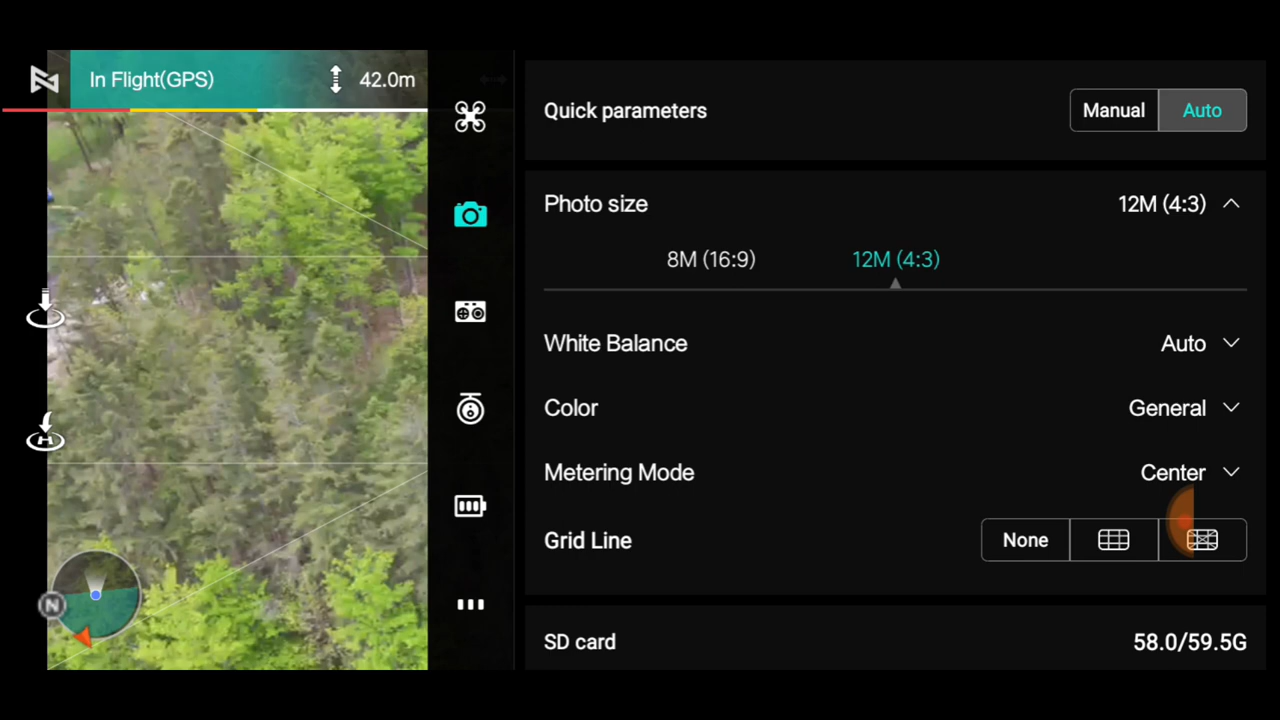 In Flight(GPS) 42.0m
Quick parameters Manual Auto
Photo size 12M (4:3)
8M (16:9) 12M (4:3)
White Balance Auto
Color General
Metering Mode Center
Grid Line None
N
SD card 58.0/59.5G